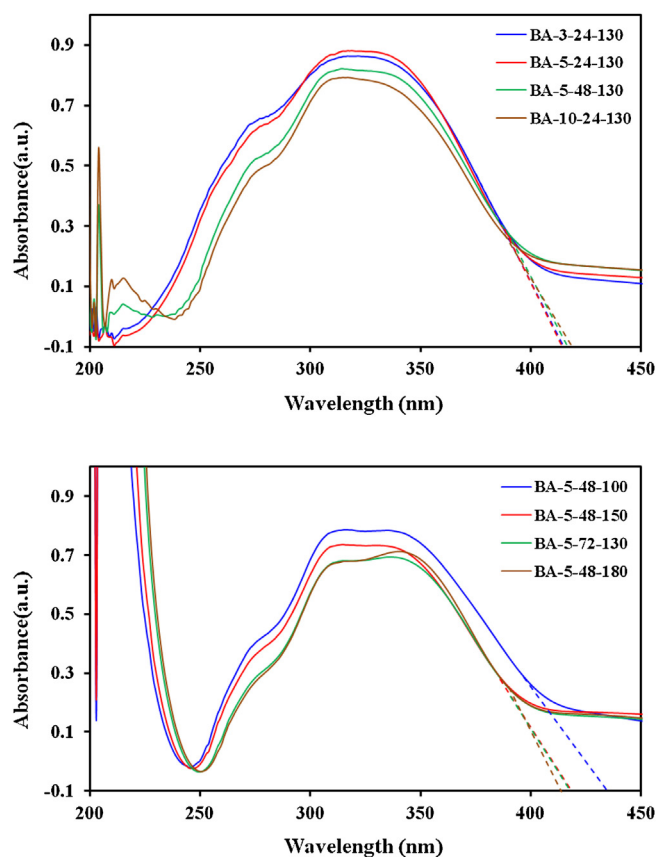 0.9
0.7
0.5
0.3
0.1
-0.1
Absorbance(a.u.)
BA-3-24-130
BA-5-24-130
BA-5-48-130
BA-10-24-130
200 250 300 350 400 450
Wavelength (nm)
0.9
0.7
0.5
0.3
0.1
-0.1
Absorbance(a.u.)
BA-5-48-100
BA-5-48-150
BA-5-72-130
BA-5-48-180
200 250 300 350 400 450
Wavelength (nm)